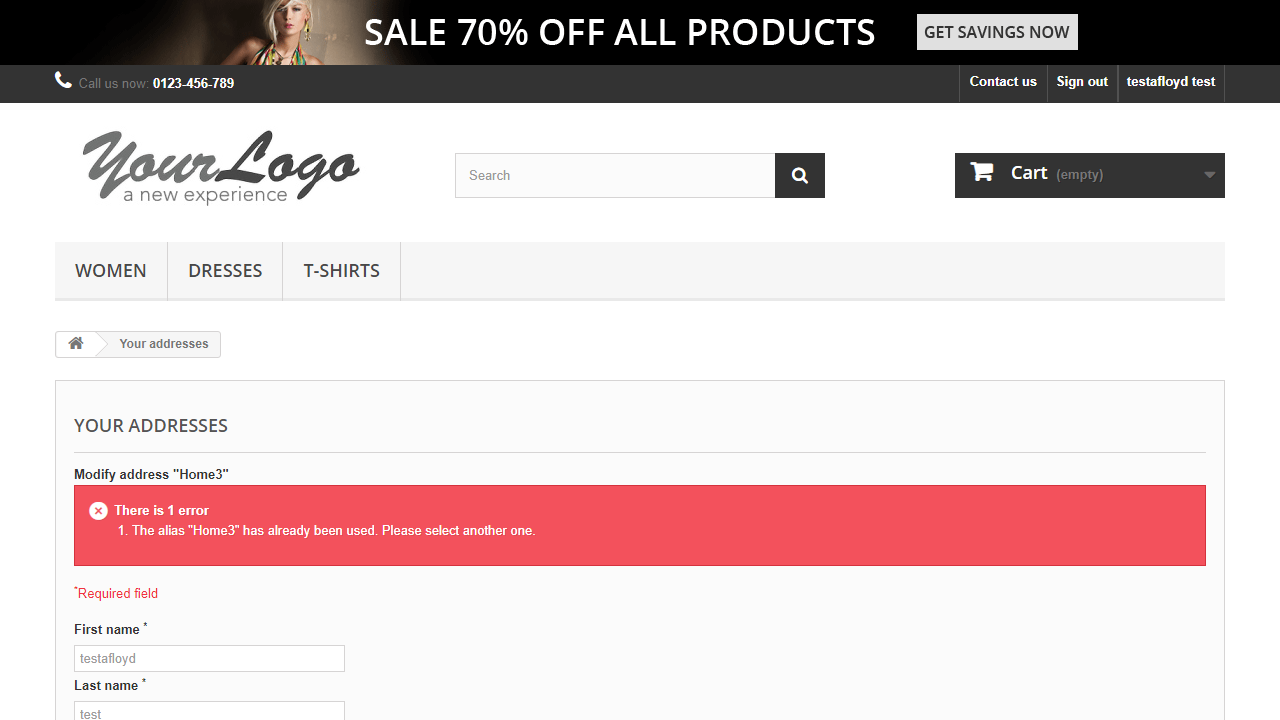 SALE 70% OFF ALL PRODUCTS GET SAVINGS NOW
Call us now: 0123-456-789 Contact us Sign out testafloyd test
YourLogo
a new experience
Search
Cart (empty)
WOMEN DRESSES T-SHIRTS
Your addresses
YOUR ADDRESSES
Modify address "Home3"
There is 1 error
1. The alias "Home3" has already been used. Please select another one.
*Required field
First name *
testafloyd
Last name *
test